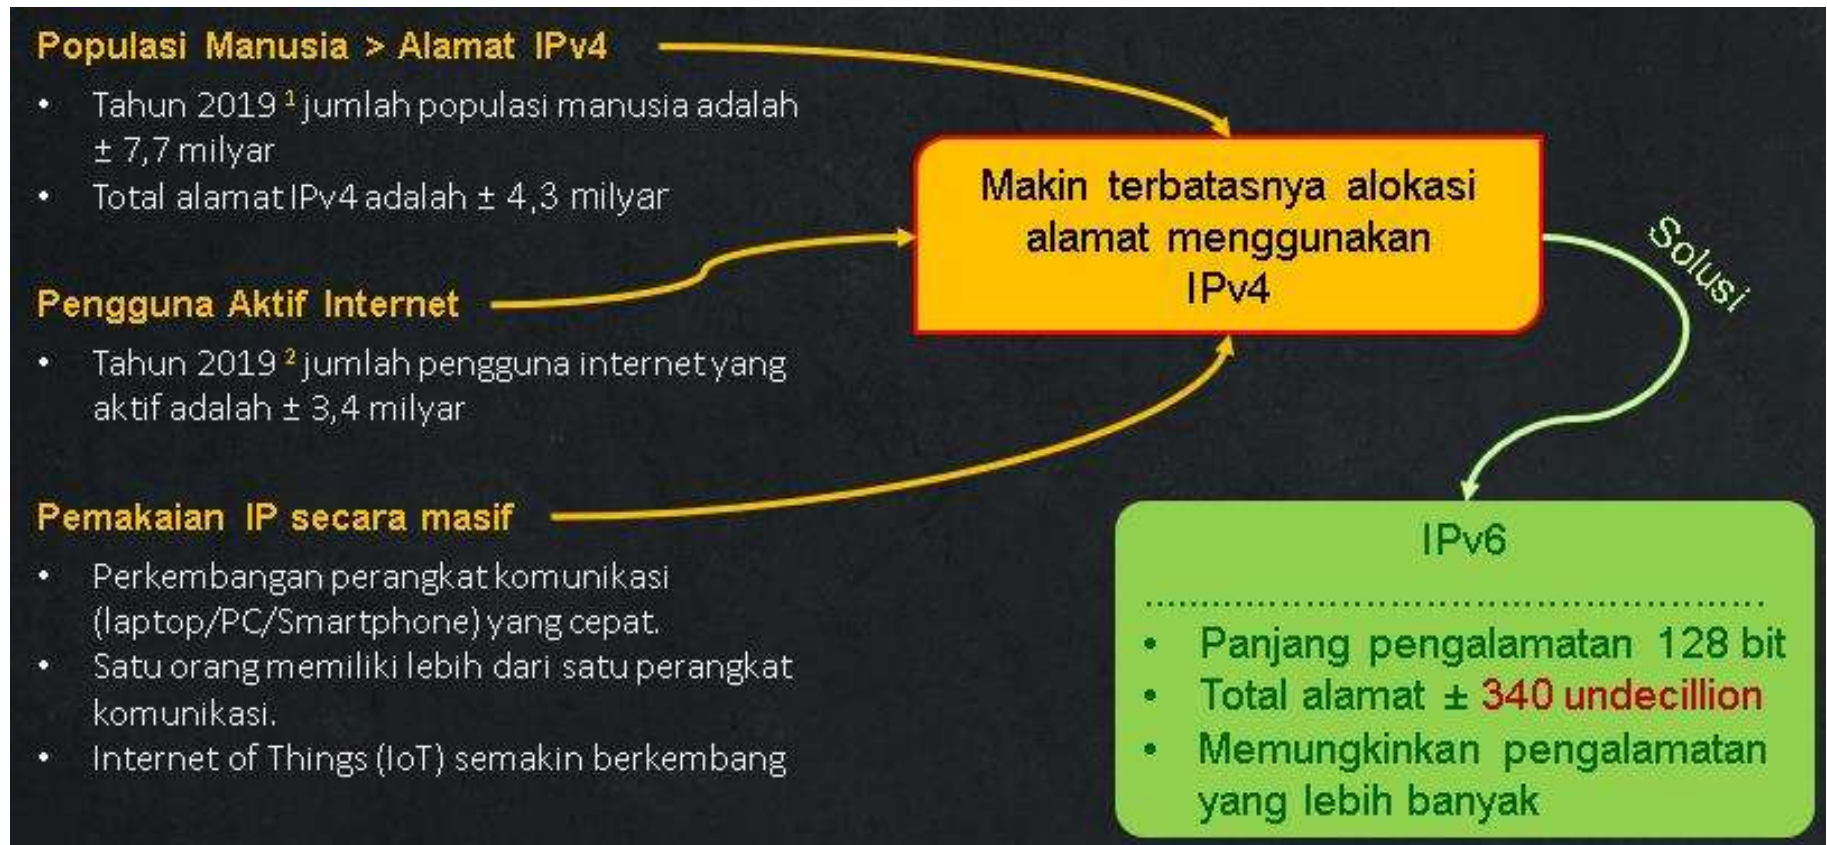 Populasi Manusia > Alamat IPv4
• Tahun 2019 ¹ jumlah populasi manusia adalah
± 7,7 milyar
• Total alamat IPv4 adalah ± 4,3 milyar
Pengguna Aktif Internet
• Tahun 2019 ² jumlah pengguna internet yang
aktif adalah ± 3,4 milyar
Pemakaian IP secara masif
• Perkembangan perangkat komunikasi
(laptop/PC/Smartphone) yang cepat.
• Satu orang memiliki lebih dari satu perangkat
komunikasi.
• Internet of Things (IoT) semakin berkembang
Makin terbatasnya alokasi
alamat menggunakan
IPv4
Solusi
IPv6
• Panjang pengalamatan 128 bit
• Total alamat ± 340 undecillion
• Memungkinkan pengalamatan
yang lebih banyak